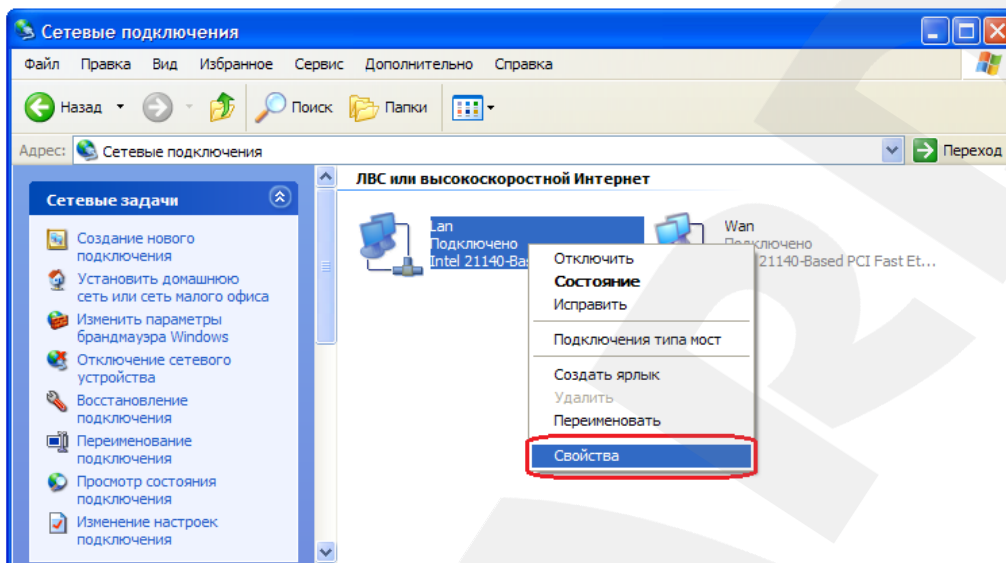 Сетевые подключения
Файл Правка Вид Избранное Сервис Дополнительно Справка
Назад Поиск Папки
Адрес: Сетевые подключения Переход
Сетевые задачи
Создание нового
подключения
Установить домашнюю
сеть или сеть малого офиса
Изменить параметры
брандмауэра Windows
Отключение сетевого
устройства
Восстановление
подключения
Переименование
подключения
Просмотр состояния
подключения
Изменение настроек
подключения
ЛВС или высокоскоростной Интернет
Lan
Подключено
Intel 21140-Ba
Wan
Подключено
21140-Based PCI Fast Et...
Отключить
Состояние
Исправить
Подключения типа мост
Создать ярлык
Удалить
Переименовать
Свойства